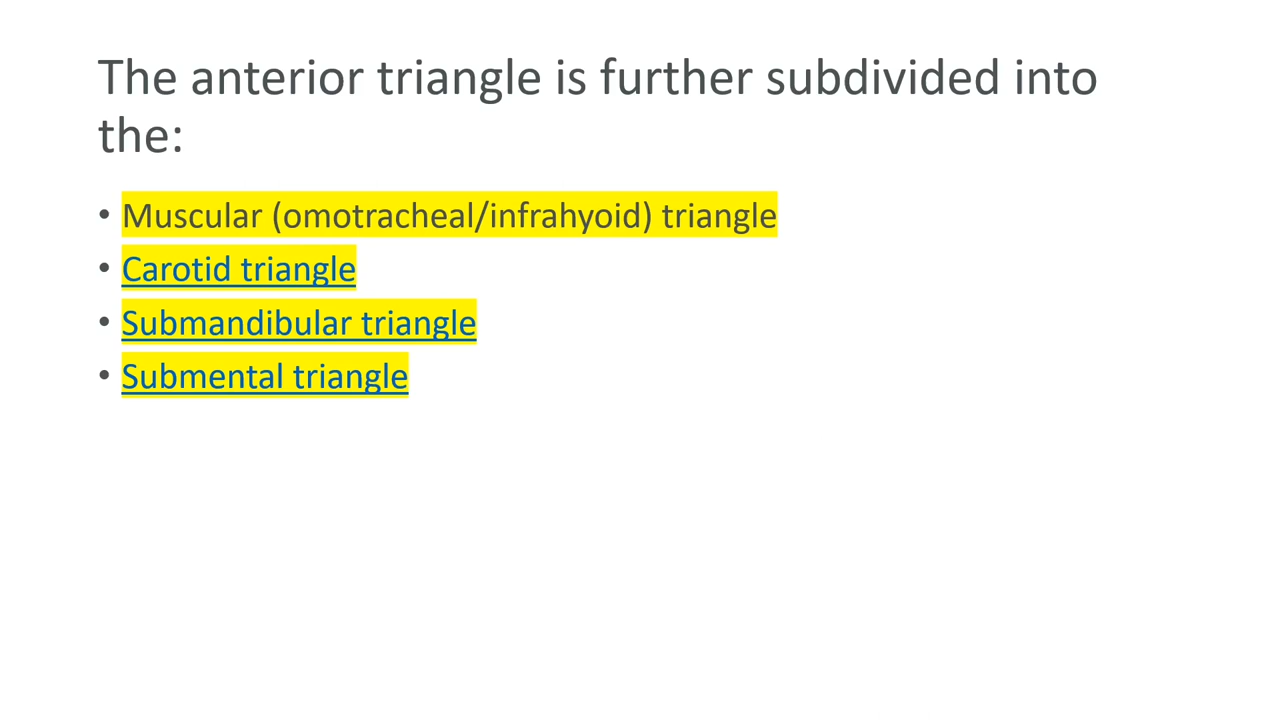 The anterior triangle is further subdivided into
the:
• Muscular (omotracheal/infrahyoid) triangle
• Carotid triangle
• Submandibular triangle
• Submental triangle